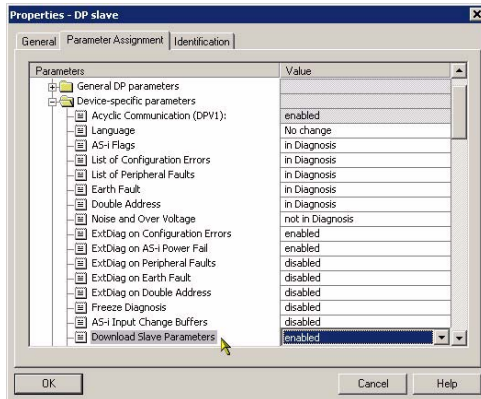 Properties - DP slave
General Parameter Assignment Identification
Parameters Value
General DP parameters
Device-specific parameters
Acyclic Communication (DPV1): enabled
Language No change
AS-i Flags in Diagnosis
List of Configuration Errors in Diagnosis
List of Peripheral Faults in Diagnosis
Earth Fault in Diagnosis
Double Address in Diagnosis
Noise and Over Voltage not in Diagnosis
ExtDiag on Configuration Errors enabled
ExtDiag on AS-i Power Fail enabled
ExtDiag on Peripheral Faults disabled
ExtDiag on Earth Fault disabled
ExtDiag on Double Address disabled
Freeze Diagnosis disabled
AS-i Input Change Buffers disabled
Download Slave Parameters enabled
OK Cancel Help